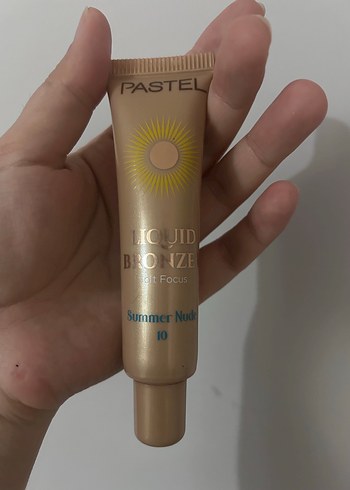 PASTEL
LIQUID
BRONZE
Soft Focus
Summer Nude
10